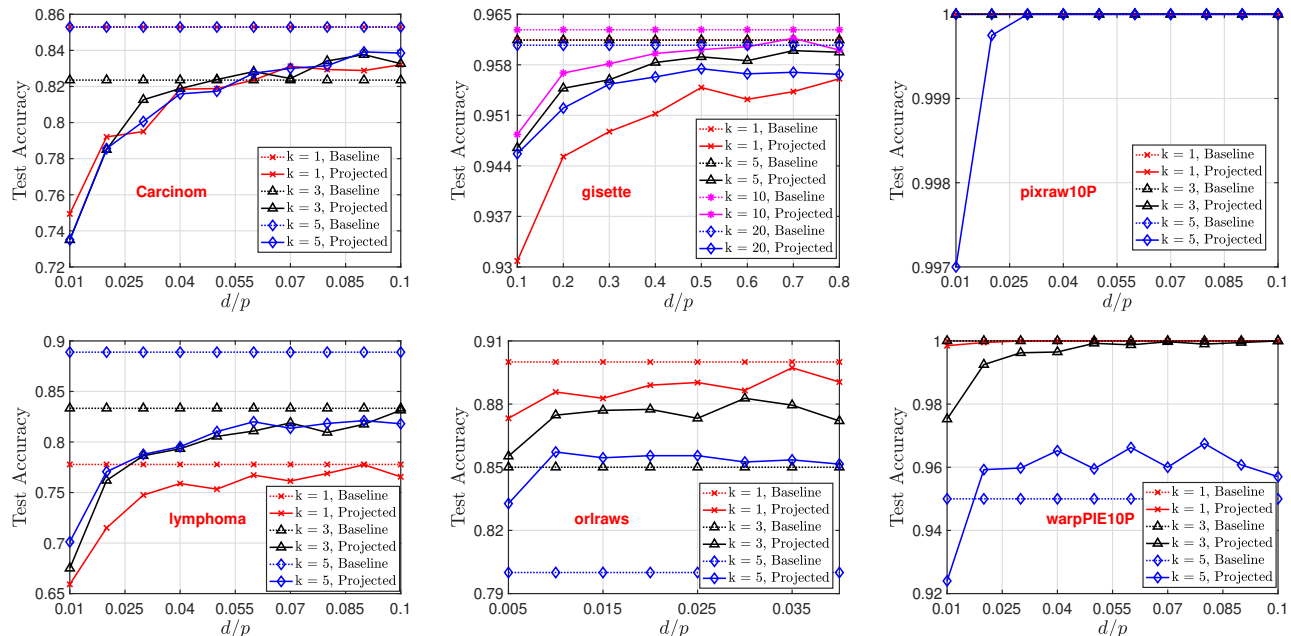 0.86
0.84
0.82
0.8
0.78
0.76
0.74
0.72
Test Accuracy
Carcinom
k = 1, Baseline
k = 1, Projected
k = 3, Baseline
k = 3, Projected
k = 5, Baseline
k = 5, Projected
0.01 0.025 0.04 0.055 0.07 0.085 0.1
d/p
0.965
0.958
0.951
0.944
0.937
0.93
Test Accuracy
gisette
k = 1, Baseline
k = 1, Projected
k = 5, Baseline
k = 5, Projected
k = 10, Baseline
k = 10, Projected
k = 20, Baseline
k = 20, Projected
0.1 0.2 0.3 0.4 0.5 0.6 0.7 0.8
d/p
1
0.999
0.998
0.997
Test Accuracy
pixraw10P
k = 1, Baseline
k = 1, Projected
k = 3, Baseline
k = 3, Projected
k = 5, Baseline
k = 5, Projected
0.01 0.025 0.04 0.055 0.07 0.085 0.1
d/p
0.9
0.85
0.8
0.75
0.7
0.65
Test Accuracy
lymphoma
k = 1, Baseline
k = 1, Projected
k = 3, Baseline
k = 3, Projected
k = 5, Baseline
k = 5, Projected
0.01 0.025 0.04 0.055 0.07 0.085 0.1
d/p
0.91
0.88
0.85
0.82
0.79
Test Accuracy
orlraws
k = 1, Baseline
k = 1, Projected
k = 3, Baseline
k = 3, Projected
k = 5, Baseline
k = 5, Projected
0.005 0.015 0.025 0.035
d/p
1
0.98
0.96
0.94
0.92
Test Accuracy
warpPIE10P
k = 1, Baseline
k = 1, Projected
k = 3, Baseline
k = 3, Projected
k = 5, Baseline
k = 5, Projected
0.01 0.025 0.04 0.055 0.07 0.085 0.1
d/p